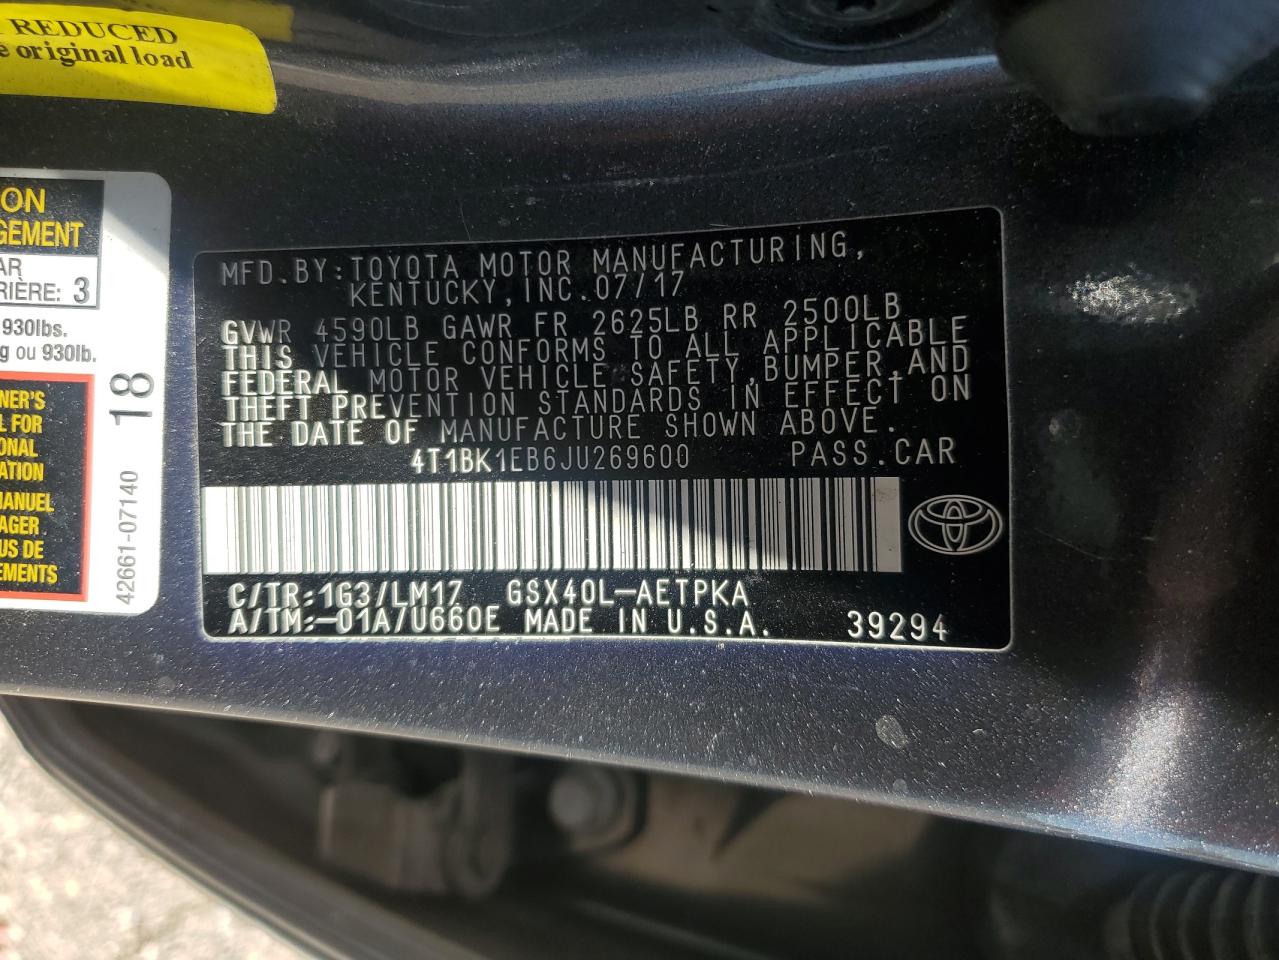 REDUCED
e original load
ION
GEMENT
AR
RIÈRE: 3
930lbs.
g ou 930lb.
NER'S
L FOR
ONAL
ATION
MANUEL
AGER
US DE
EMENTS
18
42661-07140
MFD.BY:TOYOTA MOTOR MANUFACTURING,
KENTUCKY,INC.07/17
GVWR 4590LB GAWR FR 2625LB RR 2500LB
THIS VEHICLE CONFORMS TO ALL APPLICABLE
FEDERAL MOTOR VEHICLE SAFETY,BUMPER,AND
THEFT PREVENTION STANDARDS IN EFFECT ON
THE DATE OF MANUFACTURE SHOWN ABOVE.
4T1BK1EB6JU269600 PASS.CAR
C/TR:1G3/LM17 GSX40L-AETPKA
A/TM:-01A/U660E MADE IN U.S.A. 39294